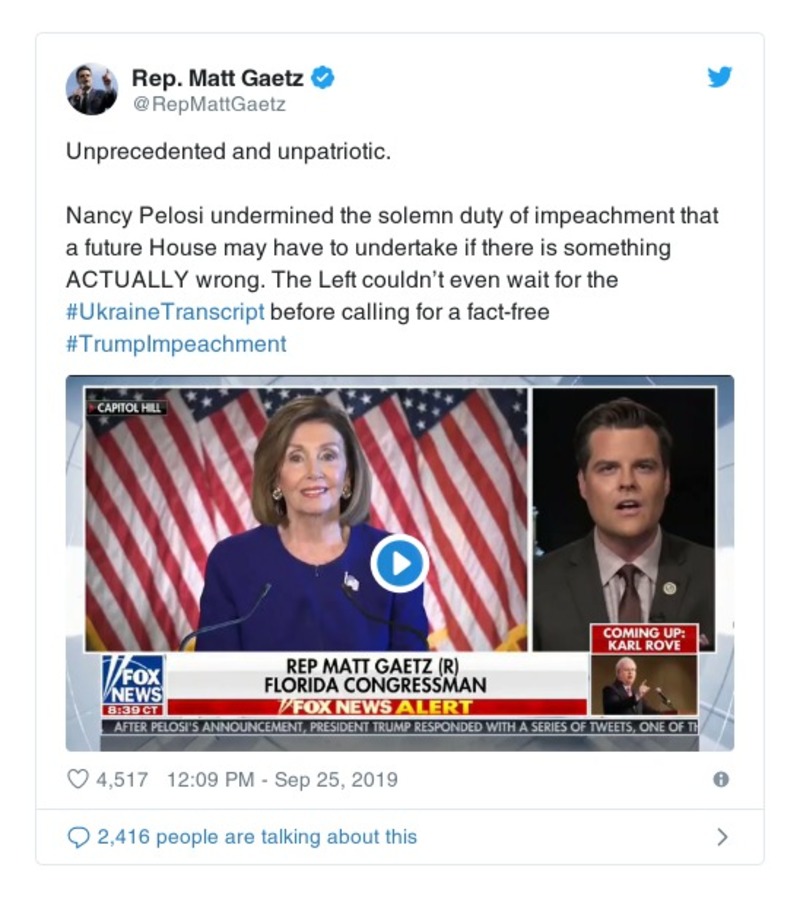 Rep. Matt Gaetz
@RepMattGaetz
Unprecedented and unpatriotic.
Nancy Pelosi undermined the solemn duty of impeachment that
a future House may have to undertake if there is something
ACTUALLY wrong. The Left couldn’t even wait for the
#UkraineTranscript before calling for a fact-free
#TrumpImpeachment
CAPITOL HILL
COMING UP:
KARL ROVE
REP MATT GAETZ (R)
FLORIDA CONGRESSMAN
FOX
NEWS
8:39 CT
FOX NEWS ALERT
AFTER PELOSI'S ANNOUNCEMENT, PRESIDENT TRUMP RESPONDED WITH A SERIES OF TWEETS, ONE OF TH
4,517 12:09 PM - Sep 25, 2019
2,416 people are talking about this